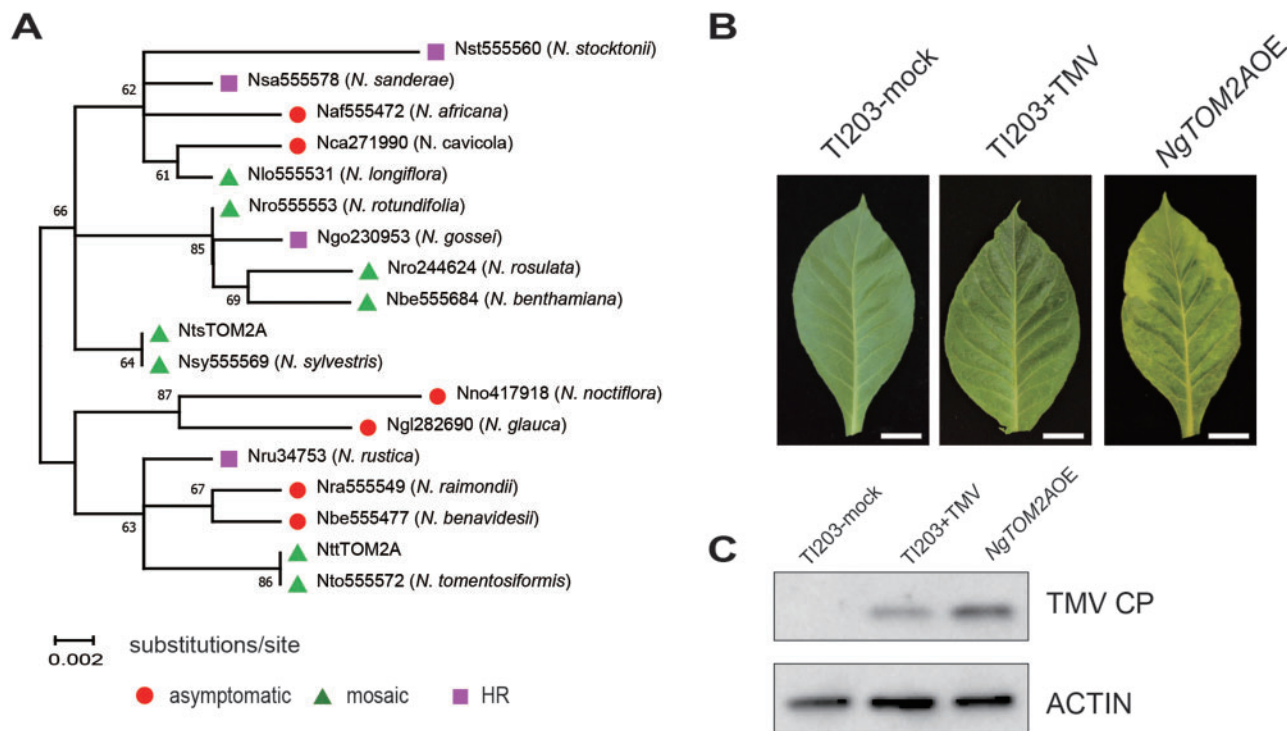 A
Nst555560 (N. stocktonii)
Nsa555578 (N. sanderae)
62
Naf555472 (N. africana)
Nca271990 (N. cavicola)
61
Nlo555531 (N. longiflora)
66
Nro555553 (N. rotundifolia)
85
Ngo230953 (N. gossei)
Nro244624 (N. rosulata)
69
Nbe555684 (N. benthamiana)
NtsTOM2A
64
Nsy555569 (N. sylvestris)
87
Nno417918 (N. noctiflora)
Ngl282690 (N. glauca)
Nru34753 (N. rustica)
67
Nra555549 (N. raimondii)
63
Nbe555477 (N. benavidesii)
NttTOM2A
86
Nto555572 (N. tomentosiformis)
0.002
substitutions/site
asymptomatic
mosaic
HR
B
TI203-mock
TI203+TMV
NgTOM2AOE
C
TI203-mock
TI203+TMV
NgTOM2AOE
TMV CP
ACTIN